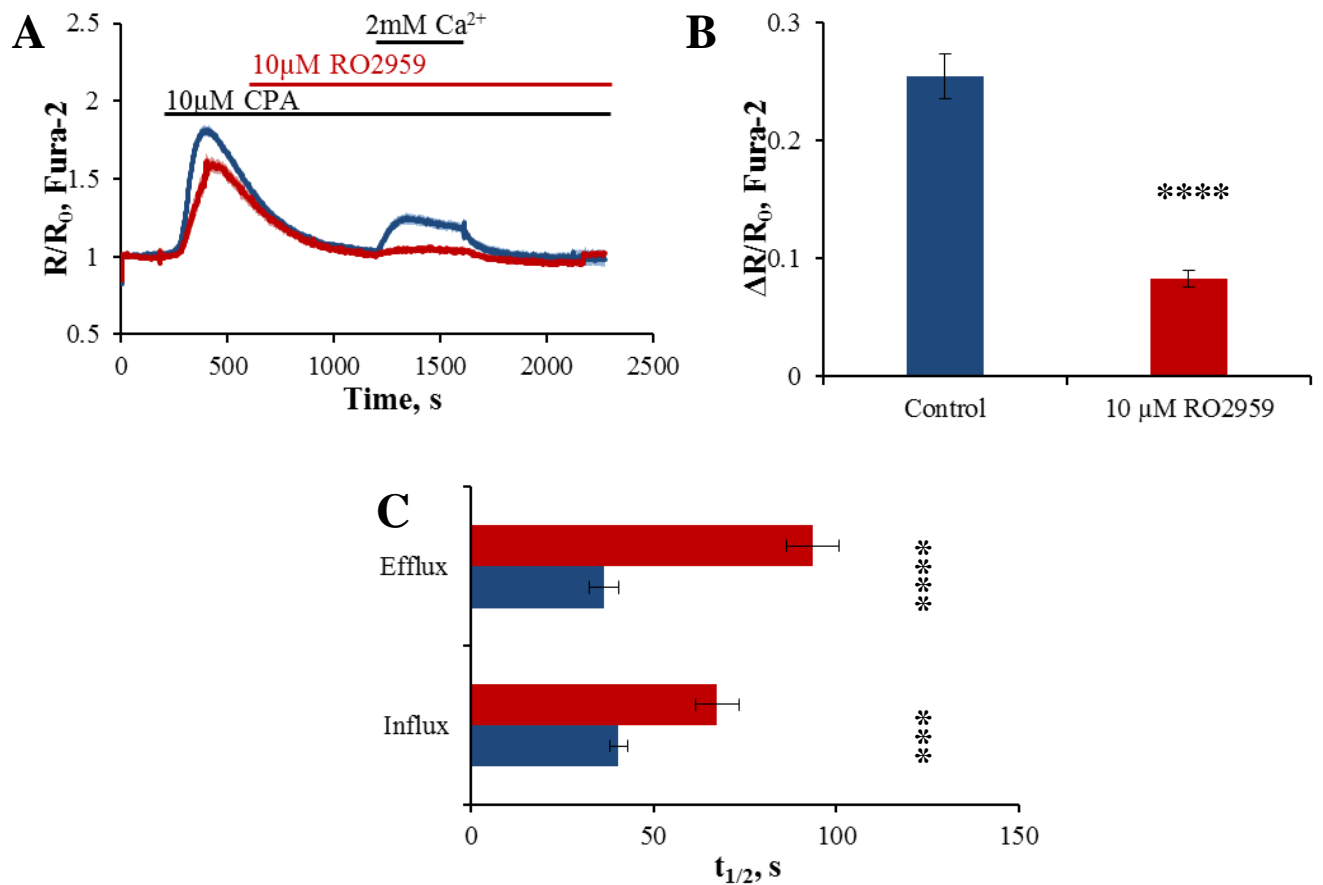 A
2.5
2
1.5
1
0.5
R/R₀, Fura-2
2mM Ca²⁺
10µM RO2959
10µM CPA
0 500 1000 1500 2000 2500
Time, s
B
0.3
0.2
0.1
0
ΔR/R₀, Fura-2
****
Control 10 µM RO2959
C
Efflux
****
Influx
***
0 50 100 150
t₁/₂, s